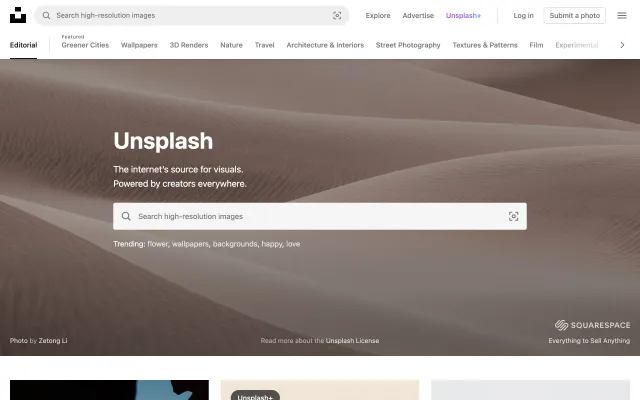 Search high-resolution images
Explore
Advertise
Unsplash+
Log in
Submit a photo
Editorial
Featured
Greener Cities
Wallpapers
3D Renders
Nature
Travel
Architecture & Interiors
Street Photography
Textures & Patterns
Film
Experimental
Unsplash
The internet's source for visuals.
Powered by creators everywhere.
Search high-resolution images
Trending: flower, wallpapers, backgrounds, happy, love
SQUARESPACE
Photo by Zetong Li
Read more about the Unsplash License
Everything to Sell Anything
Unsplash+